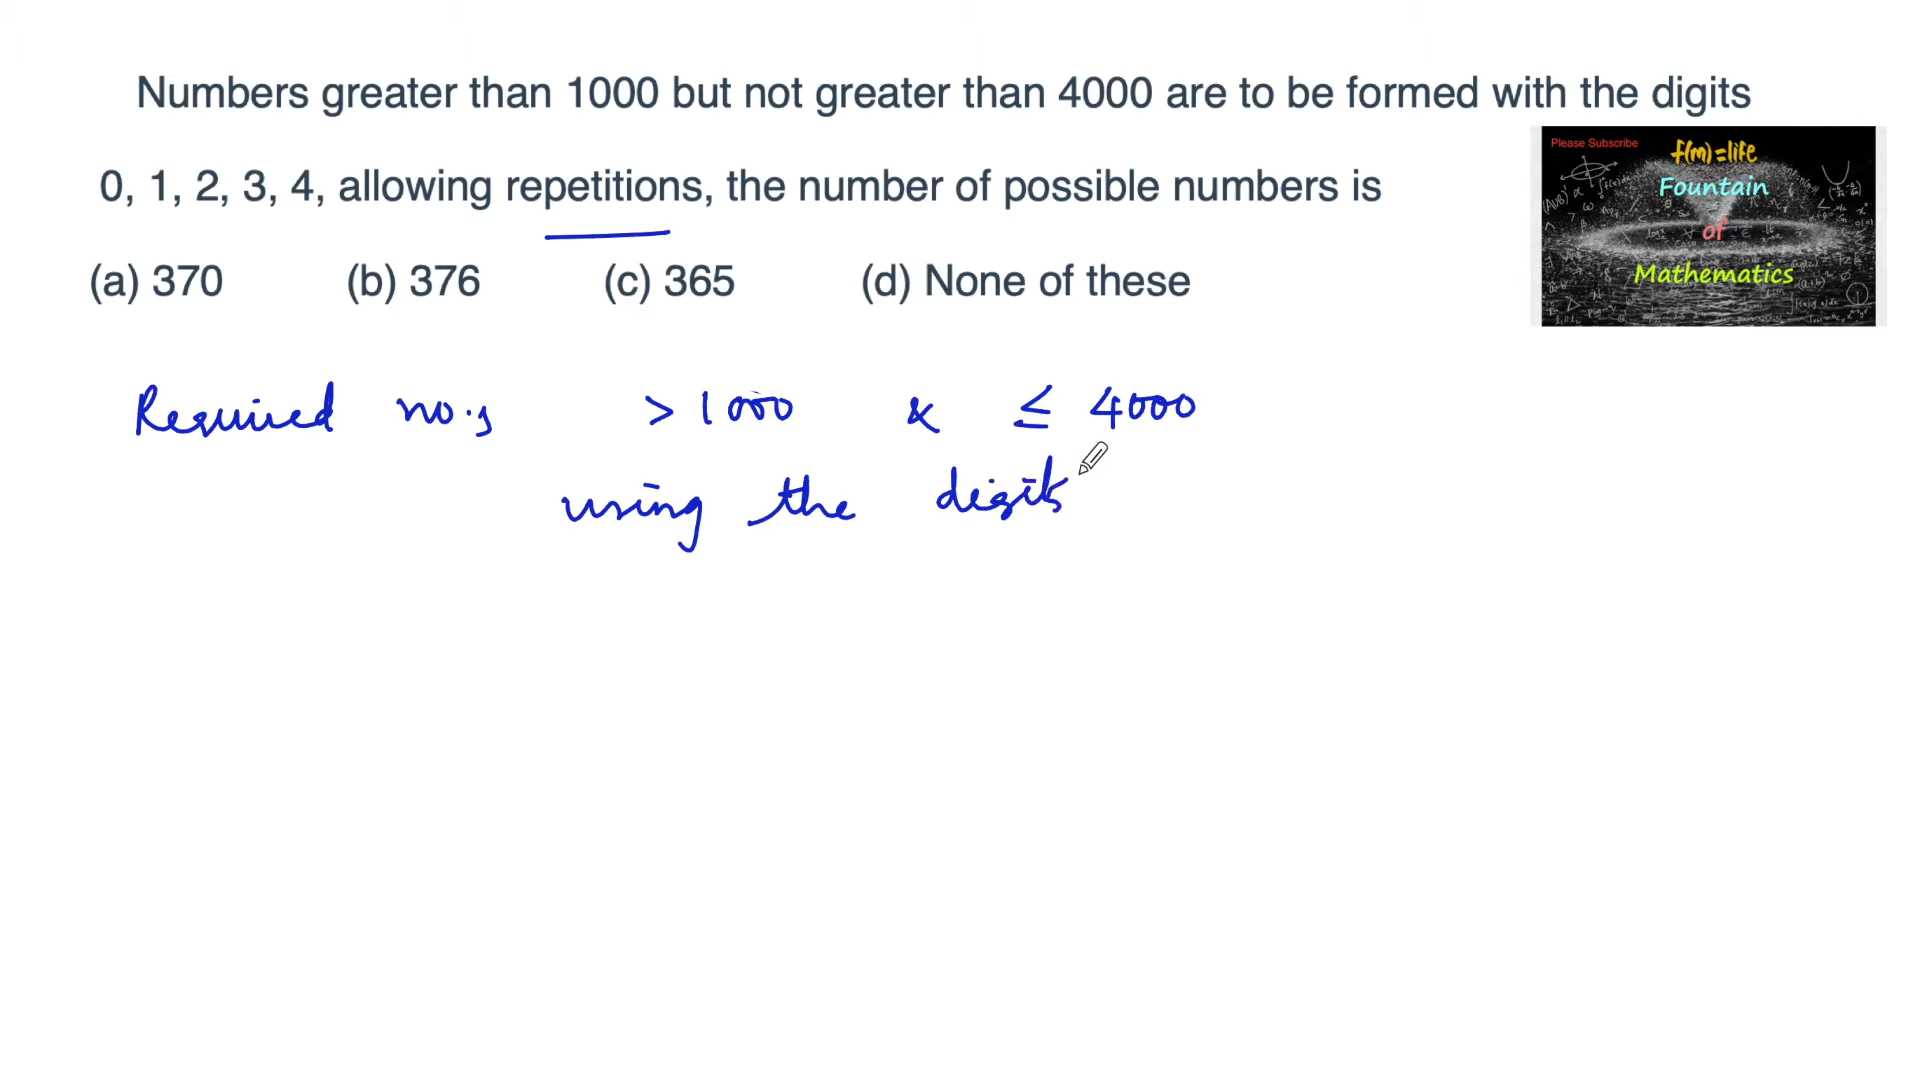 Numbers greater than 1000 but not greater than 4000 are to be formed with the digits
0, 1, 2, 3, 4, allowing repetitions, the number of possible numbers is
(a) 370 (b) 376 (c) 365 (d) None of these
Please Subscribe
f(m)=life
Fountain
of
Mathematics
Required no.s > 1000 & ≤ 4000
using the digits